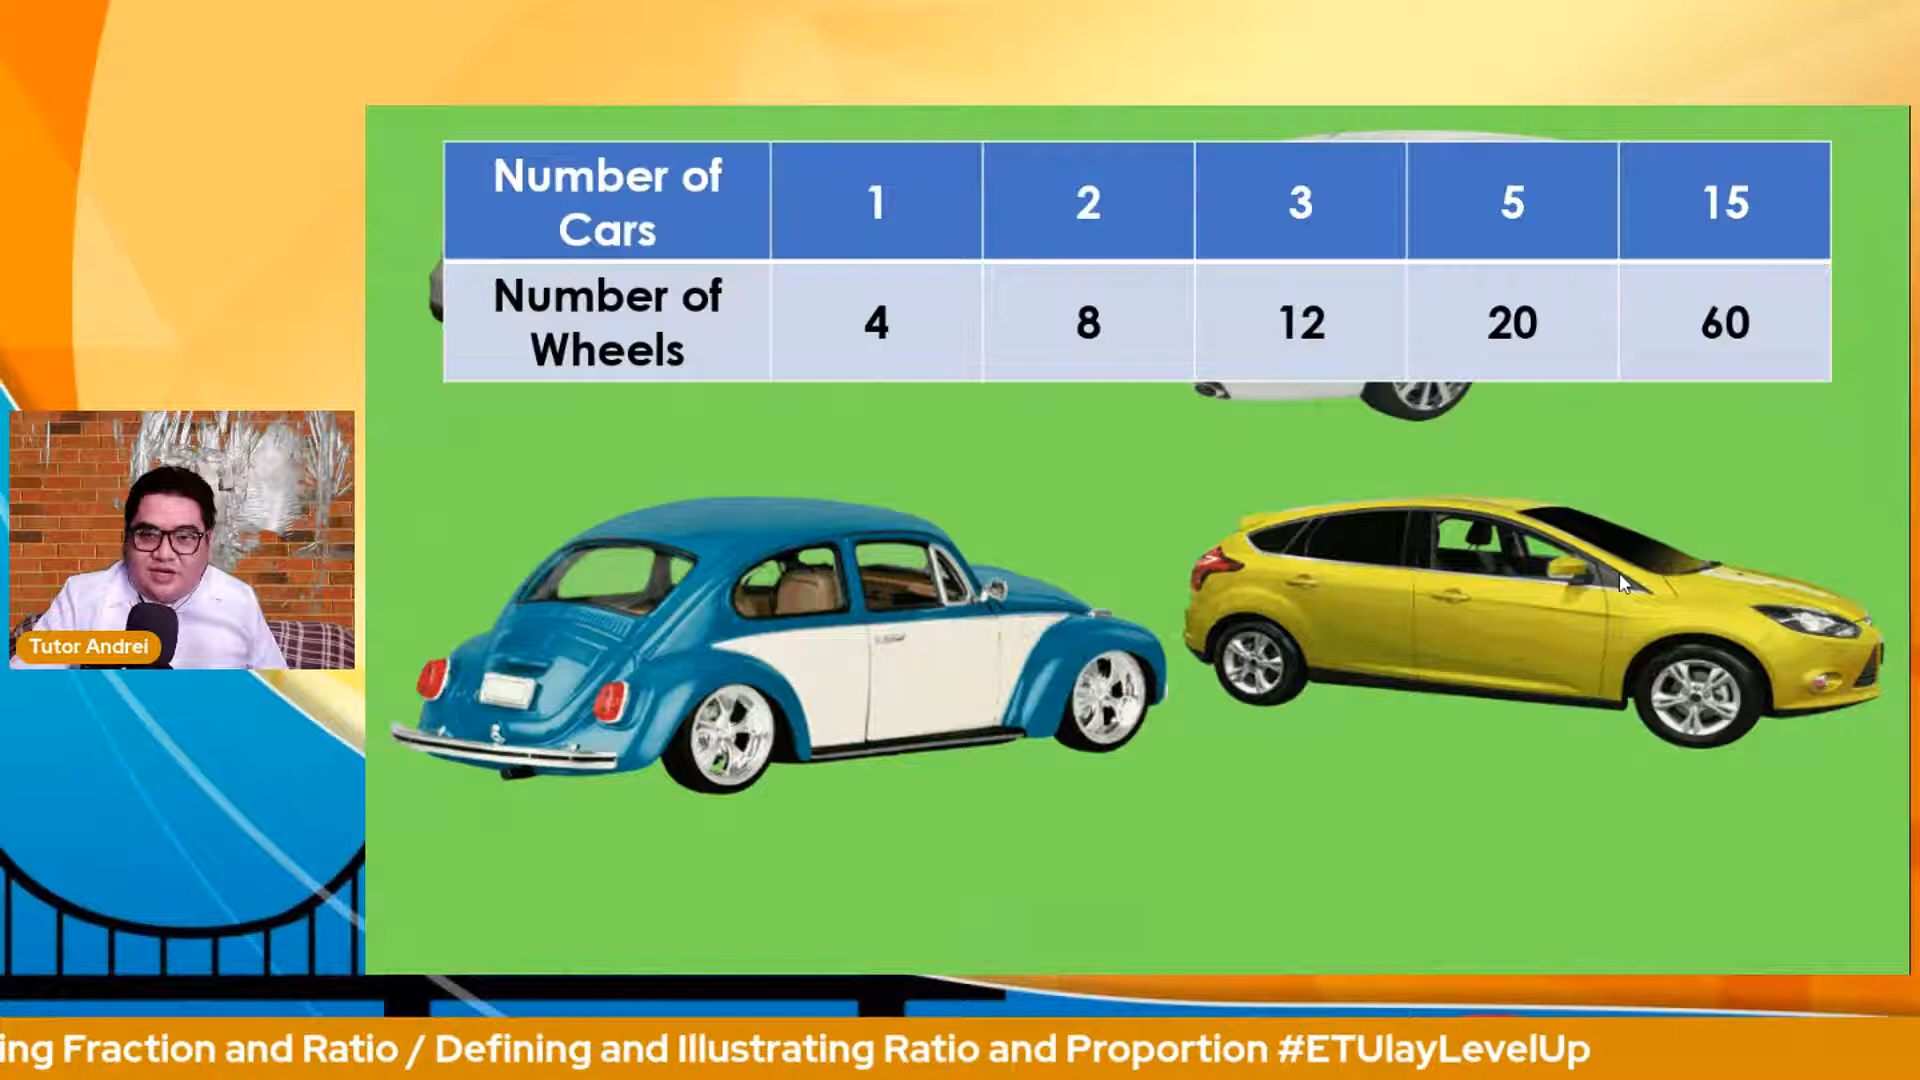 Number of Cars 1 2 3 5 15
Number of Wheels 4 8 12 20 60
Tutor Andrei
ing Fraction and Ratio / Defining and Illustrating Ratio and Proportion #ETUlayLevelUp